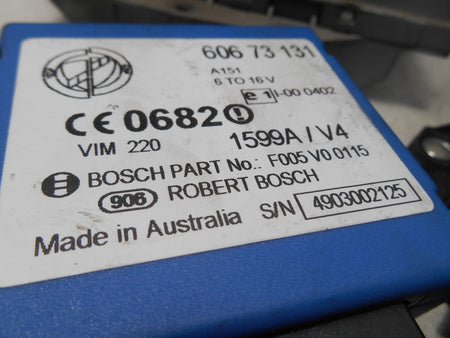 606 73 131
A151
6 TO 16V
e1 I-00 0402
CE 0682 !
VIM 220
1599A / V4
BOSCH PART No.: F005 V0 0115
906 ROBERT BOSCH
Made in Australia
S/N 4903002125